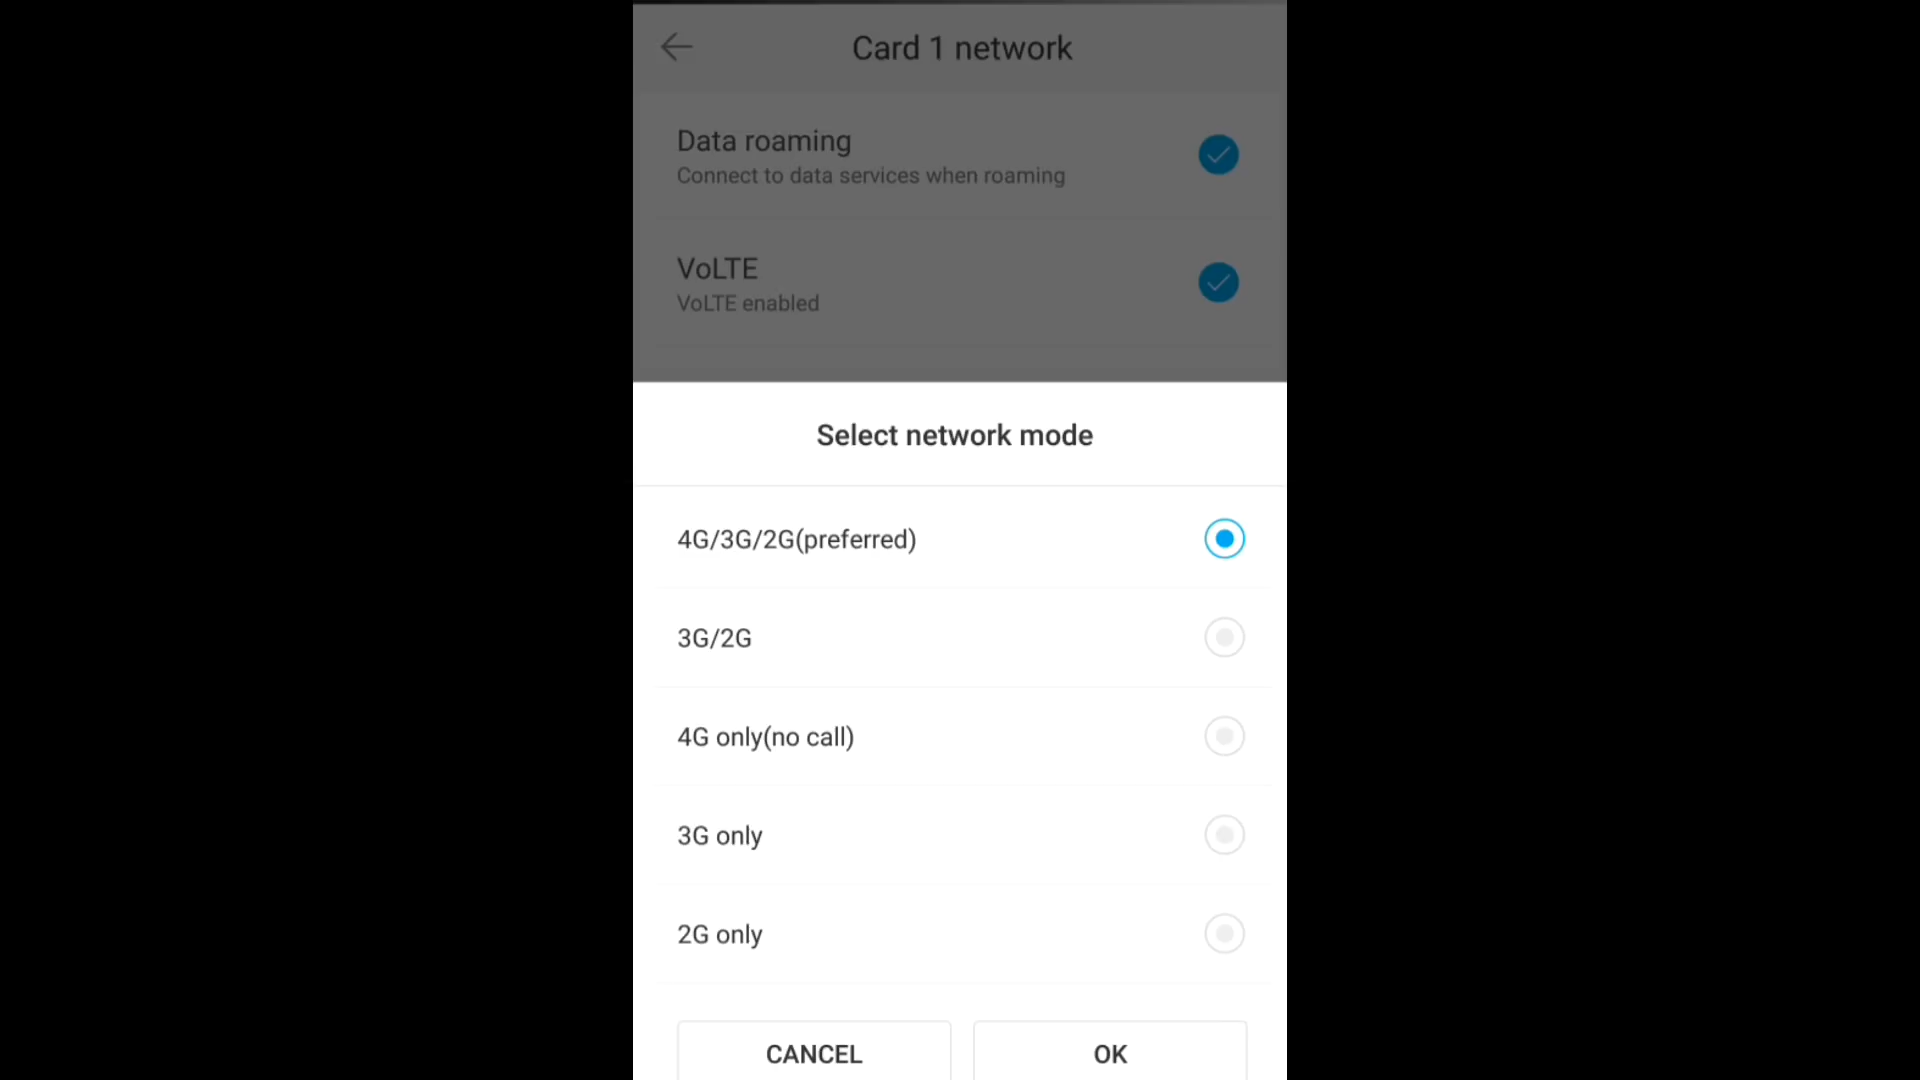 Card 1 network
Data roaming
Connect to data services when roaming
VoLTE
VoLTE enabled
Select network mode
4G/3G/2G(preferred)
3G/2G
4G only(no call)
3G only
2G only
CANCEL
OK